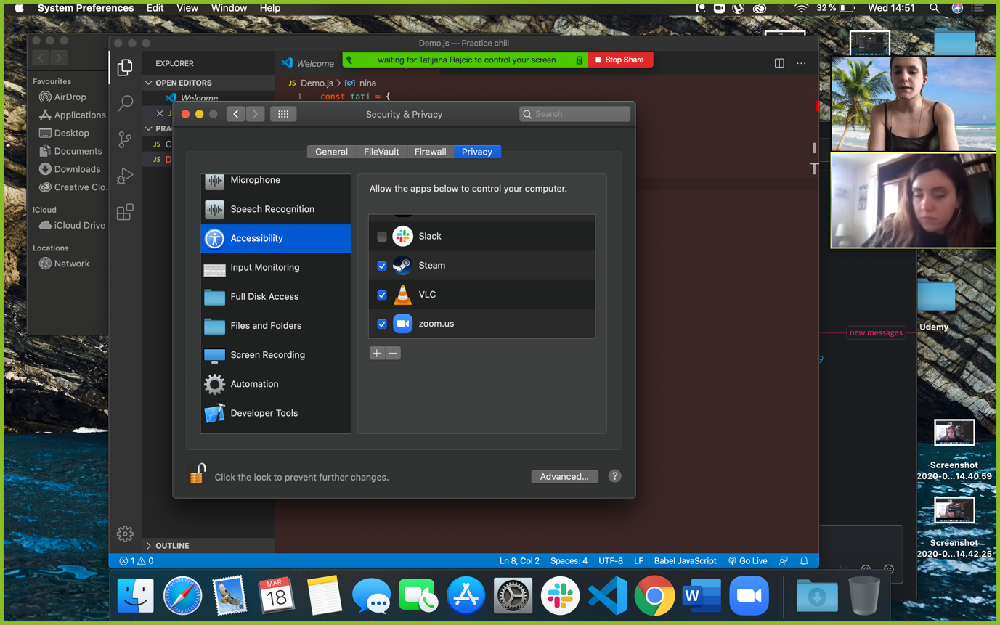 System Preferences Edit View Window Help
32 % Wed 14:51
Demo.js — Practice chill
waiting for Tatijana Rajcic to control your screen
Stop Share
EXPLORER
Welcome
OPEN EDITORS
Welcome
JS Demo.js > nina
1 const tati = {
Favourites
AirDrop
Applications
Desktop
Documents
Downloads
Creative Clo...
iCloud
iCloud Drive
Locations
Network
JS
JS
Security & Privacy
Search
General FileVault Firewall Privacy
Microphone
Speech Recognition
Accessibility
Input Monitoring
Full Disk Access
Files and Folders
Screen Recording
Automation
Developer Tools
Allow the apps below to control your computer.
Slack
Steam
VLC
zoom.us
+ −
Click the lock to prevent further changes.
Advanced...
?
new messages
Udemy
Screenshot
2020-0...14.40.59
Screenshot
2020-0...14.42.25
OUTLINE
1 0
Ln 8, Col 2 Spaces: 4 UTF-8 LF Babel JavaScript Go Live
MAR
18
W